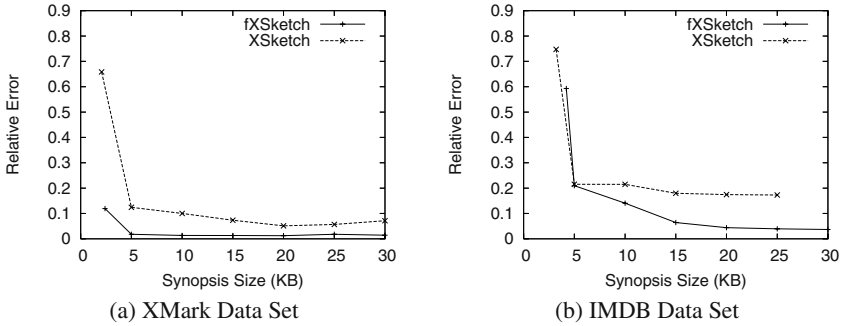 0.9
0.8
0.7
0.6
0.5
0.4
0.3
0.2
0.1
0
Relative Error
fXSketch
XSketch
0 5 10 15 20 25 30
Synopsis Size (KB)
(a) XMark Data Set
0.9
0.8
0.7
0.6
0.5
0.4
0.3
0.2
0.1
0
Relative Error
fXSketch
XSketch
0 5 10 15 20 25 30
Synopsis Size (KB)
(b) IMDB Data Set